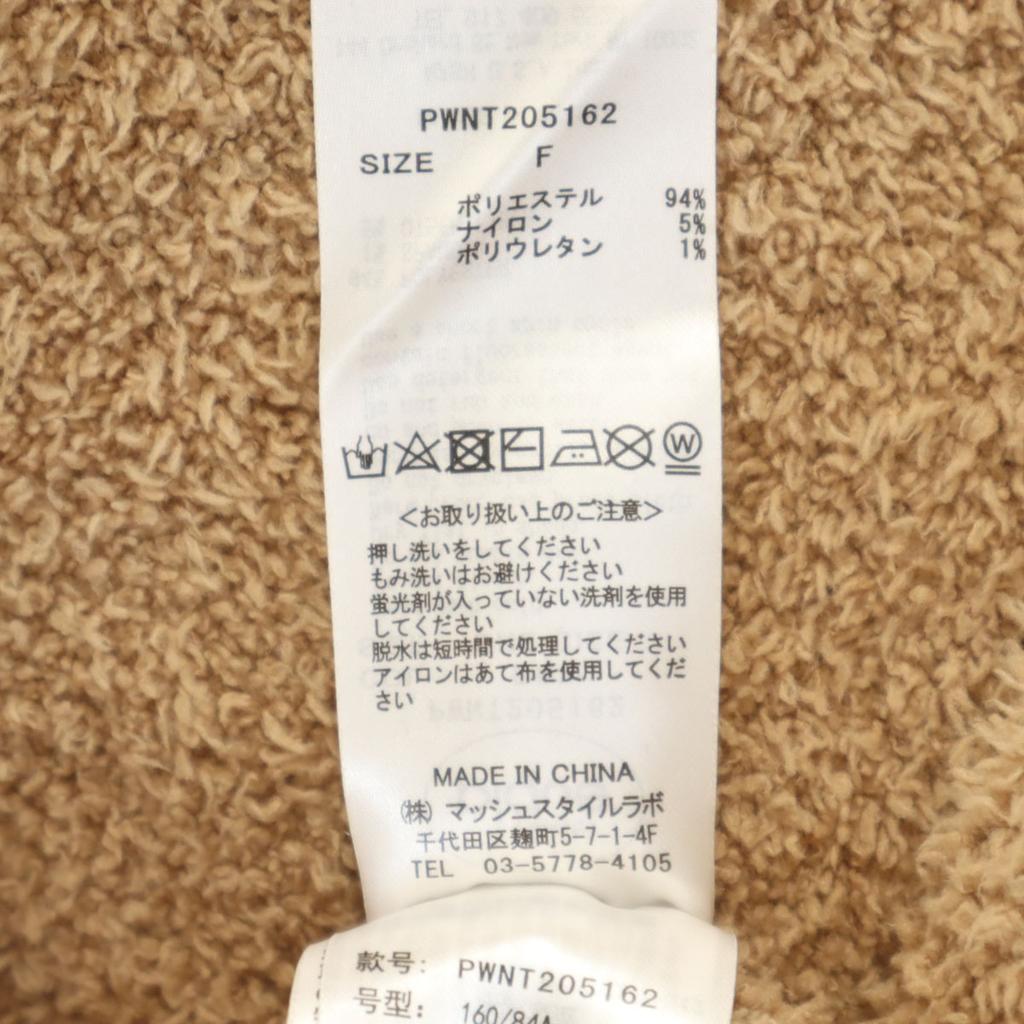 PWNT205162
SIZE F
ポリエステル 94%
ナイロン 5%
ポリウレタン 1%
W
＜お取り扱い上のご注意＞
押し洗いをしてください
もみ洗いはお避けください
蛍光剤が入っていない洗剤を使用
してください
脱水は短時間で処理してください
アイロンはあて布を使用してくだ
さい
MADE IN CHINA
㈱ マッシュスタイルラボ
千代田区麹町5-7-1-4F
TEL 03-5778-4105
款号: PWNT205162
号型: 160/84A